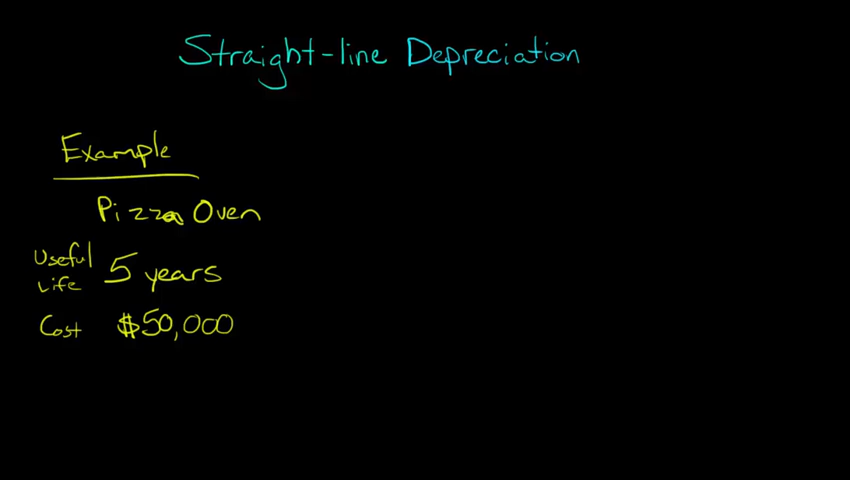 Straight-line Depreciation
Example
Pizza Oven
Useful Life 5 years
Cost $50,000